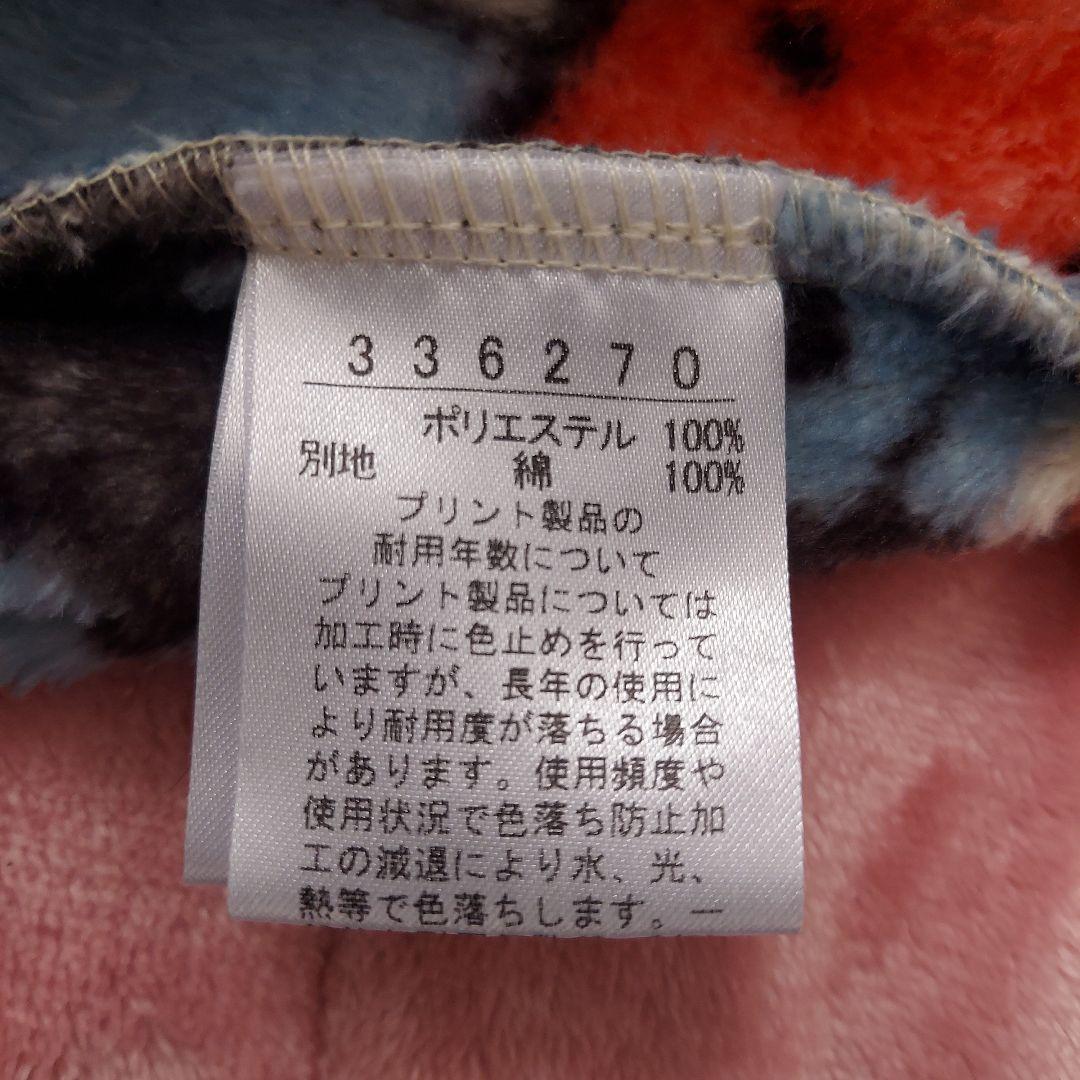 336270
ポリエステル 100%
別地 綿 100%
プリント製品の
耐用年数について
プリント製品については
加工時に色止めを行って
いますが、長年の使用に
より耐用度が落ちる場合
があります。使用頻度や
使用状況で色落ち防止加
工の減退により水、光、
熱等で色落ちします。一